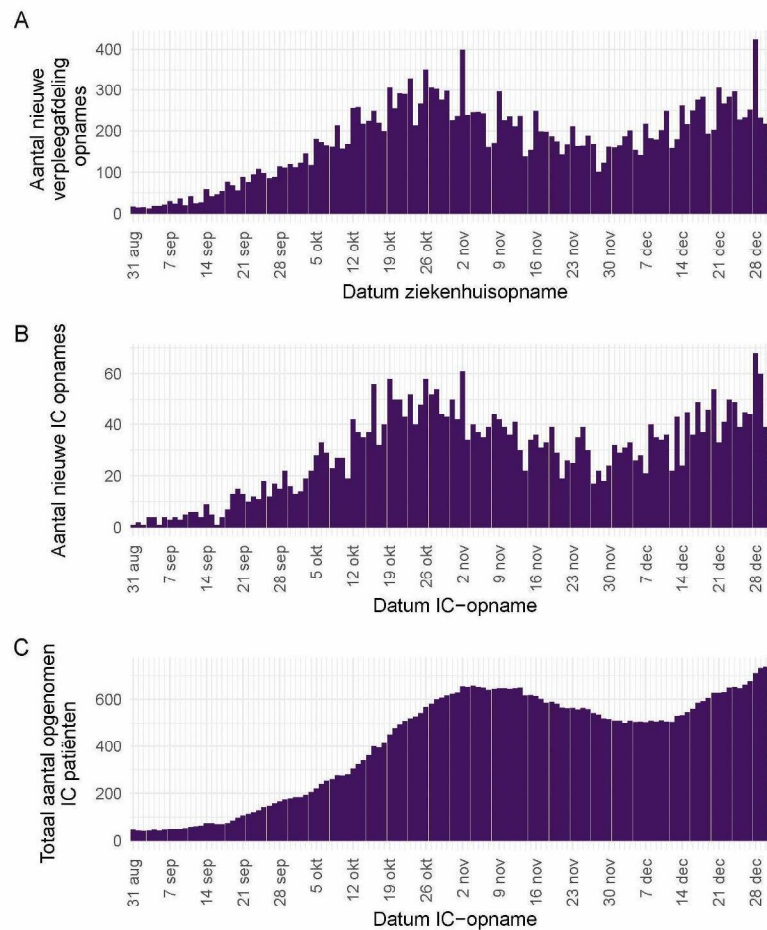 A
Aantal nieuwe
verpleegafdeling
opnames
400
300
200
100
0
31 aug
7 sep
14 sep
21 sep
28 sep
5 okt
12 okt
19 okt
26 okt
2 nov
9 nov
16 nov
23 nov
30 nov
7 dec
14 dec
21 dec
28 dec
Datum ziekenhuisopname
B
Aantal nieuwe IC opnames
60
40
20
0
31 aug
7 sep
14 sep
21 sep
28 sep
5 okt
12 okt
19 okt
26 okt
2 nov
9 nov
16 nov
23 nov
30 nov
7 dec
14 dec
21 dec
28 dec
Datum IC−opname
C
Totaal aantal opgenomen
IC patiënten
600
400
200
0
31 aug
7 sep
14 sep
21 sep
28 sep
5 okt
12 okt
19 okt
26 okt
2 nov
9 nov
16 nov
23 nov
30 nov
7 dec
14 dec
21 dec
28 dec
Datum IC−opname